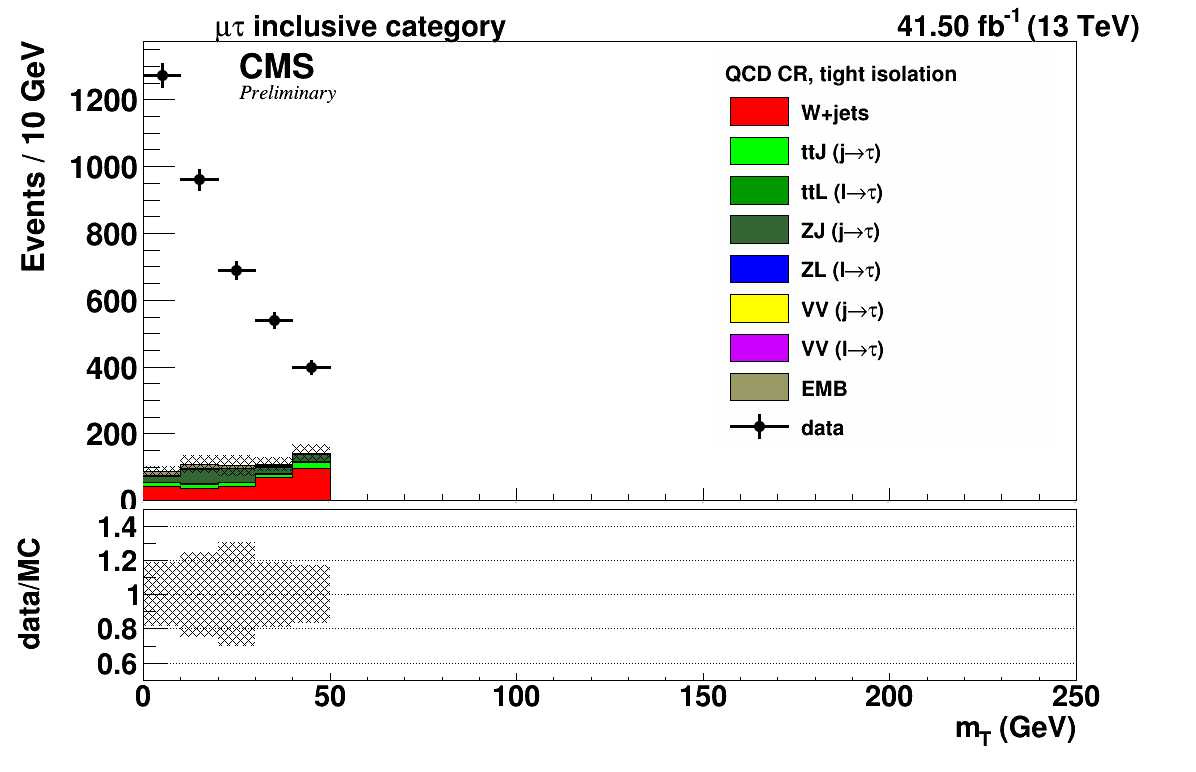 μτ inclusive category
41.50 fb-1 (13 TeV)
CMS
Preliminary
QCD CR, tight isolation
W+jets
ttJ (j→τ)
ttL (l→τ)
ZJ (j→τ)
ZL (l→τ)
VV (j→τ)
VV (l→τ)
EMB
data
Events / 10 GeV
1200
1000
800
600
400
200
0
data/MC
1.4
1.2
1
0.8
0.6
0 50 100 150 200 250
mT (GeV)